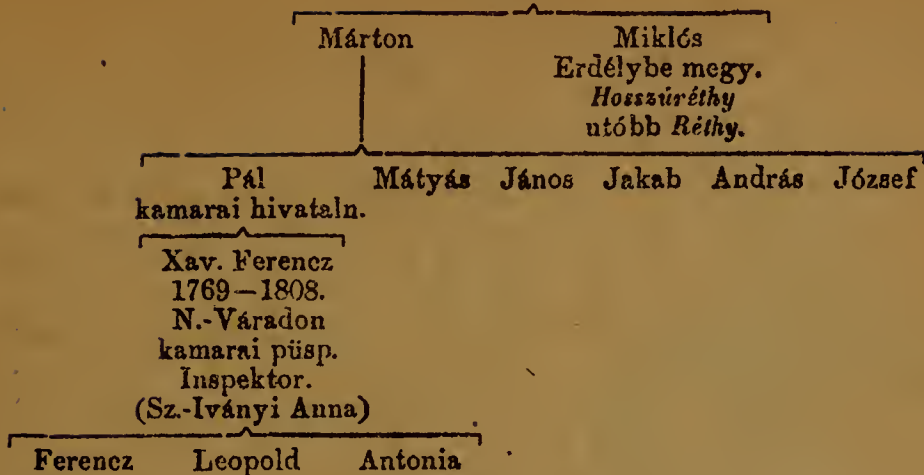 Márton Miklós
Erdélybe megy.
Hosszúréthy
utóbb Réthy.
Pál Mátyás János Jakab András József
kamarai hivataln.
Xav. Ferencz
1769—1808.
N.-Váradon
kamarai püsp.
Inspektor.
(Sz.-Iványi Anna)
Ferencz Leopold Antonia